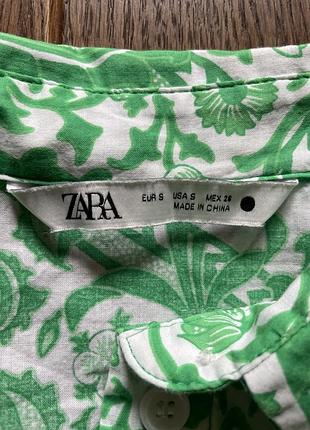 ZARA
EUR S USA S MEX 26
MADE IN CHINA